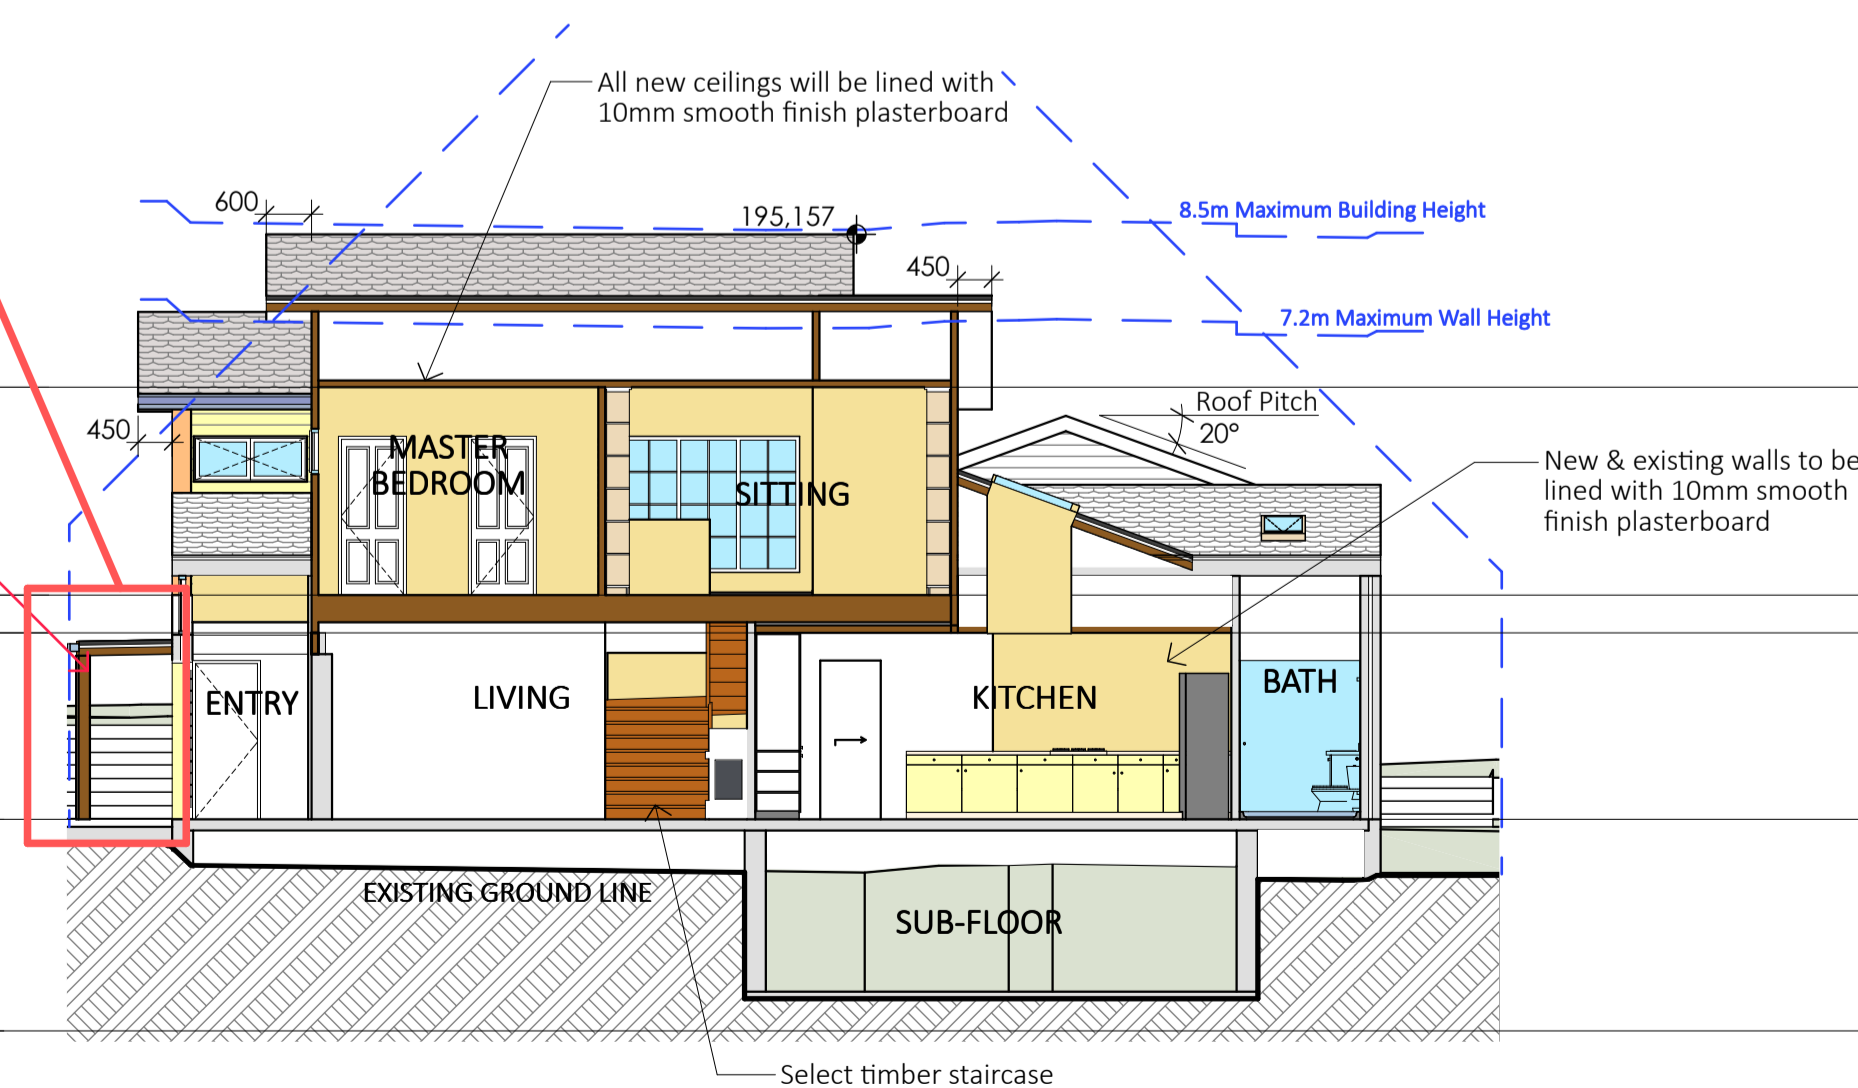 All new ceilings will be lined with
10mm smooth finish plasterboard
600
195,157
8.5m Maximum Building Height
450
7.2m Maximum Wall Height
Roof Pitch
20°
450
MASTER
BEDROOM
SITTING
New & existing walls to be
lined with 10mm smooth
finish plasterboard
ENTRY
LIVING
KITCHEN
BATH
EXISTING GROUND LINE
SUB-FLOOR
Select timber staircase